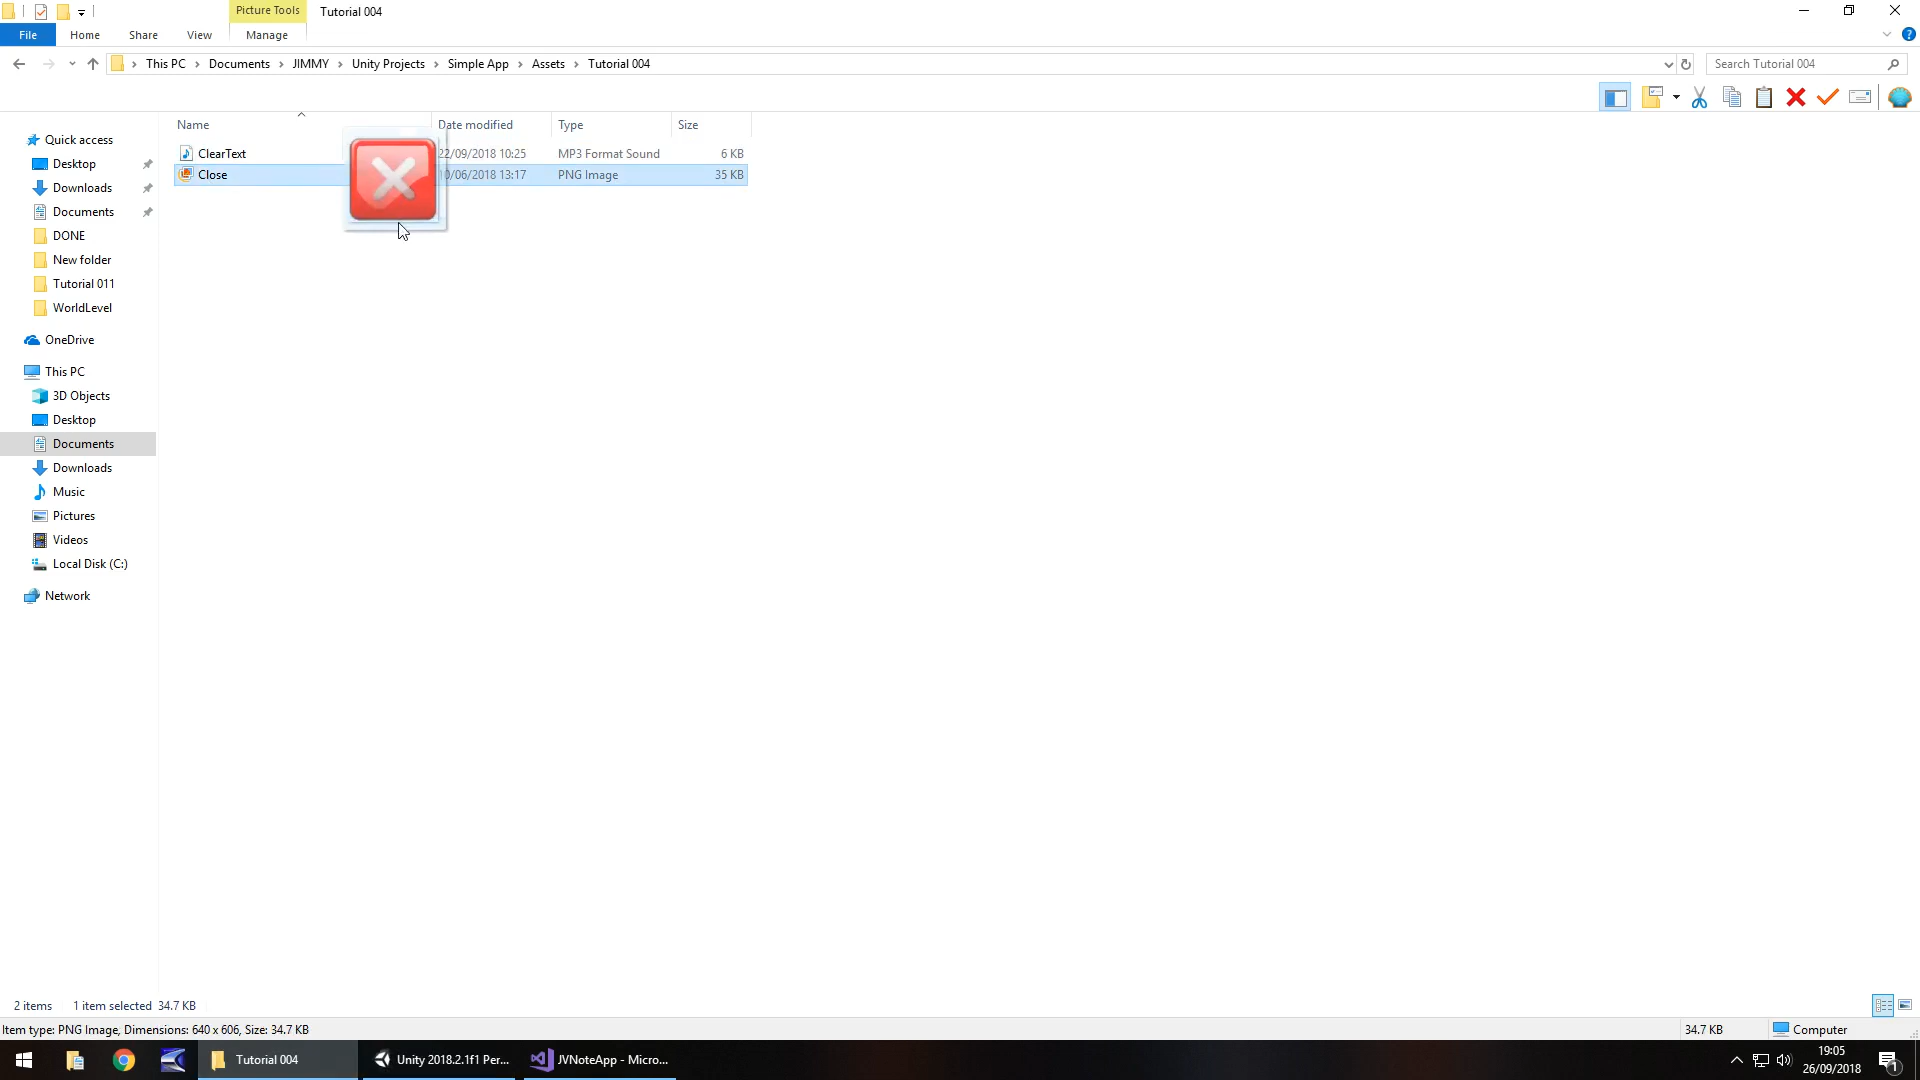 Picture Tools
Tutorial 004
File
Home
Share
View
Manage
This PC
Documents
JIMMY
Unity Projects
Simple App
Assets
Tutorial 004
Search Tutorial 004
Name
Date modified
Type
Size
ClearText
22/09/2018 10:25
MP3 Format Sound
6 KB
Close
10/06/2018 13:17
PNG Image
35 KB
Quick access
Desktop
Downloads
Documents
DONE
New folder
Tutorial 011
WorldLevel
OneDrive
This PC
3D Objects
Desktop
Documents
Downloads
Music
Pictures
Videos
Local Disk (C:)
Network
2 items
1 item selected 34.7 KB
Item type: PNG Image, Dimensions: 640 x 606, Size: 34.7 KB
34.7 KB
Computer
Tutorial 004
Unity 2018.2.1f1 Per...
JVNoteApp - Micro...
19:05
26/09/2018
1